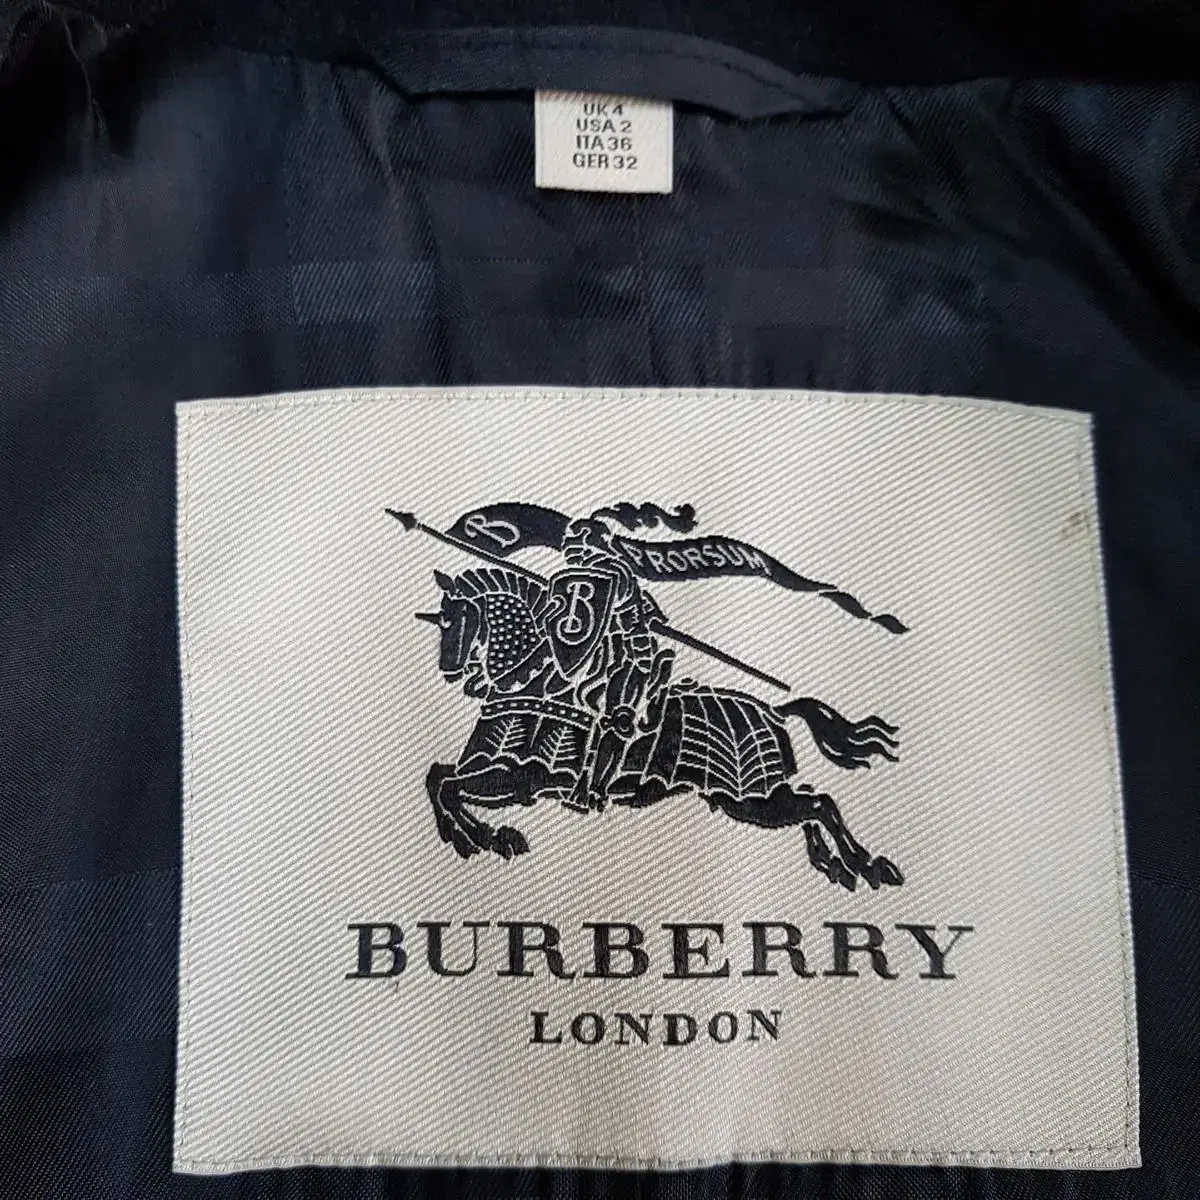 UK 4
USA 2
ITA 36
GER 32
B
PRORSUM
B
BURBERRY
LONDON